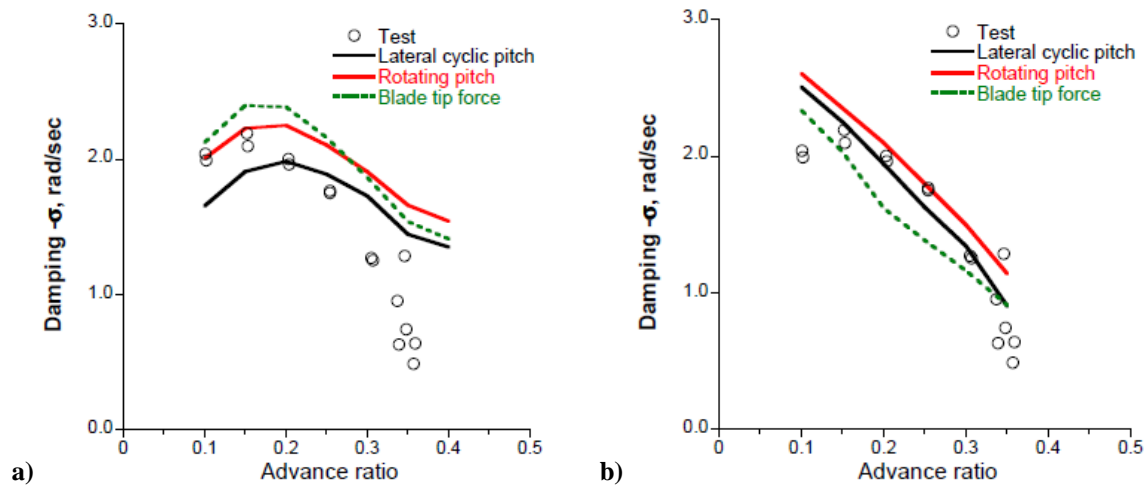 3.0
Test
Lateral cyclic pitch
Rotating pitch
Blade tip force
2.0
1.0
0.0
0 0.1 0.2 0.3 0.4 0.5
Damping -σ, rad/sec
Advance ratio
a)
3.0
Test
Lateral cyclic pitch
Rotating pitch
Blade tip force
2.0
1.0
0.0
0 0.1 0.2 0.3 0.4 0.5
Damping -σ, rad/sec
Advance ratio
b)